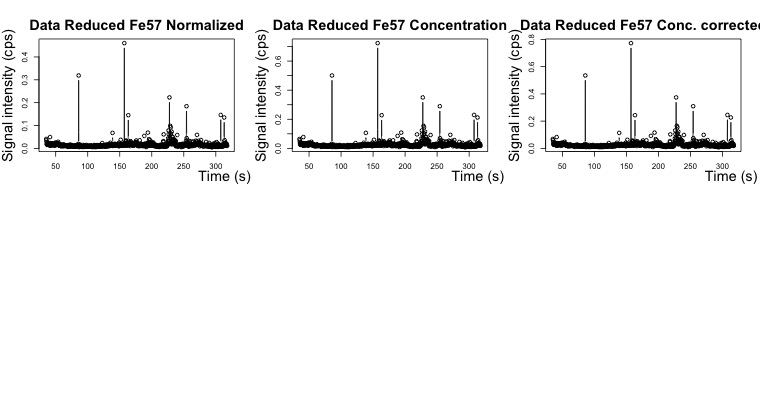 Data Reduced Fe57 Normalized
Signal intensity (cps)
0.0 0.1 0.2 0.3 0.4
50 100 150 200 250 300
Time (s)
Data Reduced Fe57 Concentration
Signal intensity (cps)
0.0 0.2 0.4 0.6
50 100 150 200 250 300
Time (s)
Data Reduced Fe57 Conc. corrected
Signal intensity (cps)
0.0 0.2 0.4 0.6 0.8
50 100 150 200 250 300
Time (s)